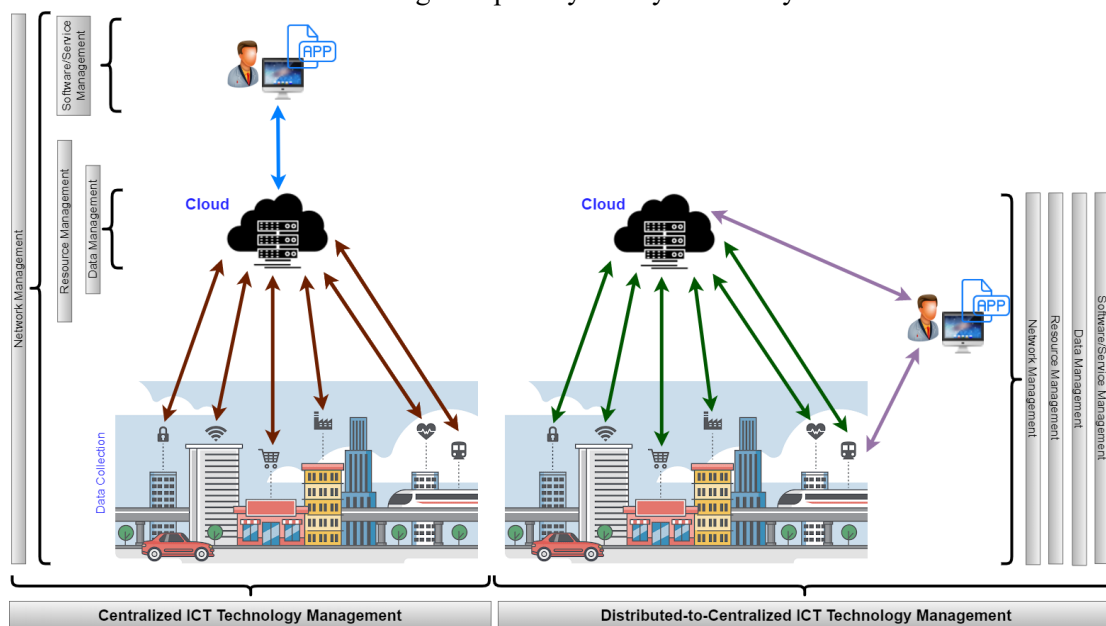 Software/Service
Management
APP
Network Management
Resource Management
Data Management
Cloud
Data Collection
Centralized ICT Technology Management
Cloud
APP
Network Management
Resource Management
Data Management
Software/Service Management
Distributed-to-Centralized ICT Technology Management